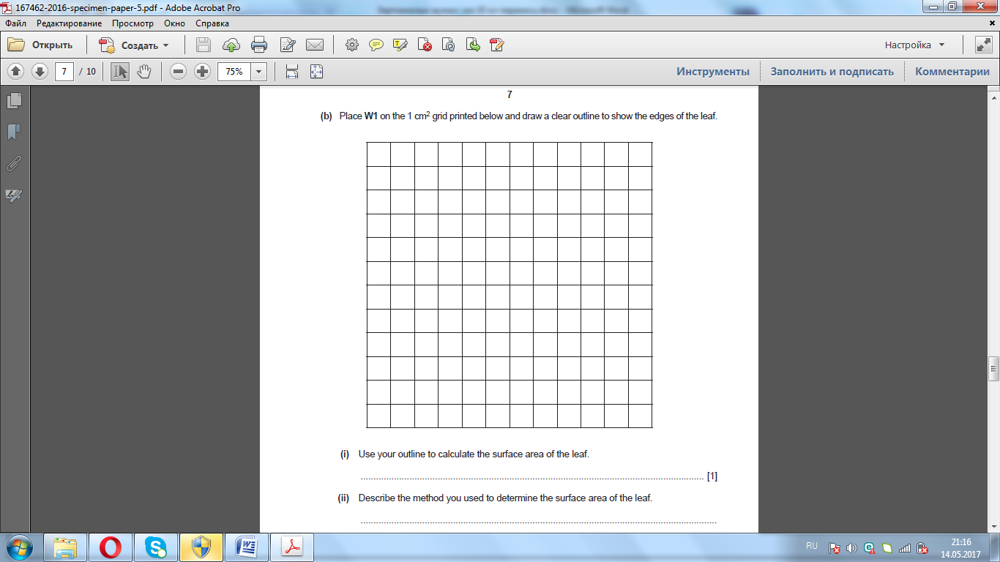 167462-2016-specimen-paper-5.pdf - Adobe Acrobat Pro
Файл Редактирование Просмотр Окно Справка
Открыть Создать Настройка
7 / 10 75% Инструменты Заполнить и подписать Комментарии
7
(b) Place W1 on the 1 cm2 grid printed below and draw a clear outline to show the edges of the leaf.
(i) Use your outline to calculate the surface area of the leaf.
[1]
(ii) Describe the method you used to determine the surface area of the leaf.
RU 21:16
14.05.2017